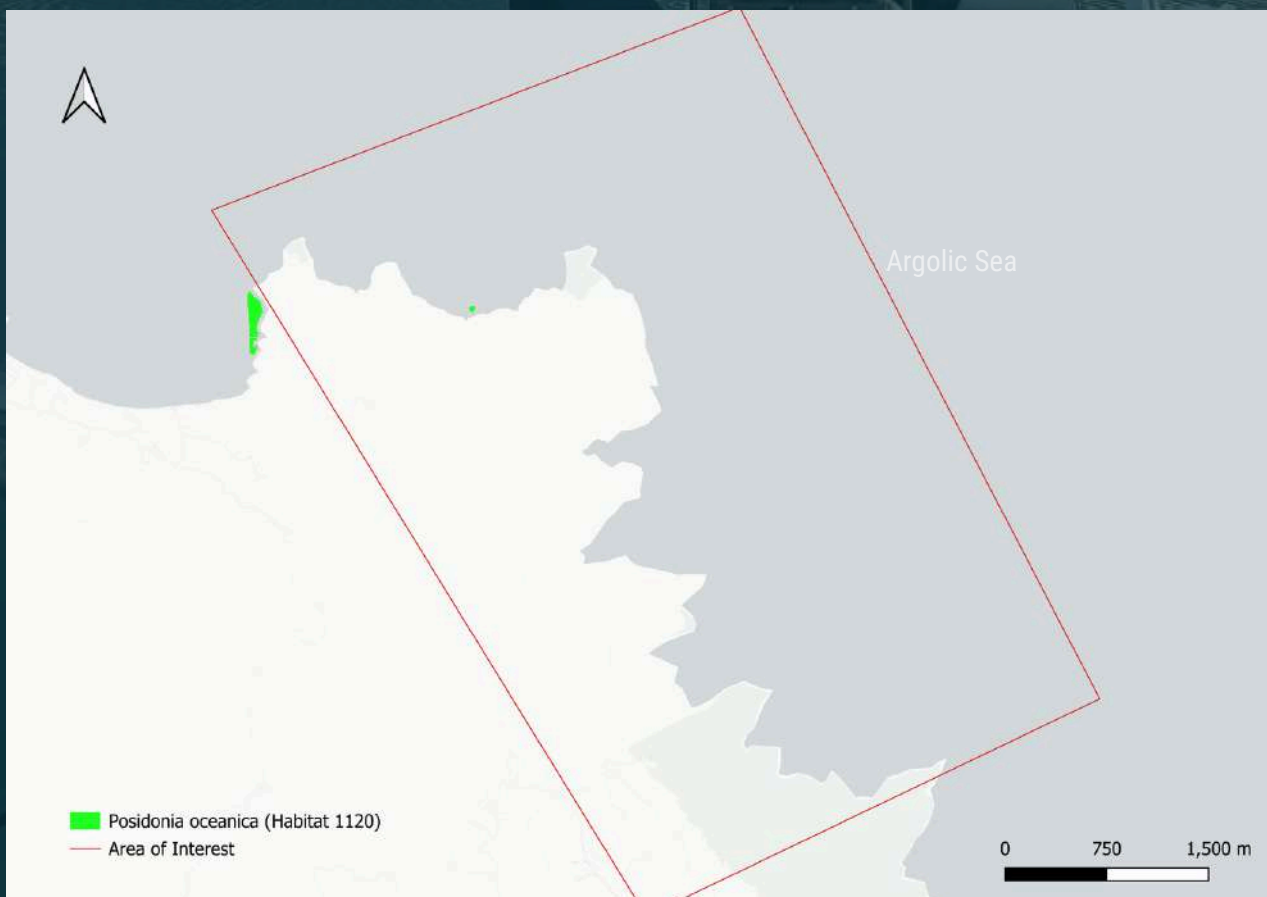 Argolic Sea
Posidonia oceanica (Habitat 1120)
Area of Interest
0 750 1,500 m